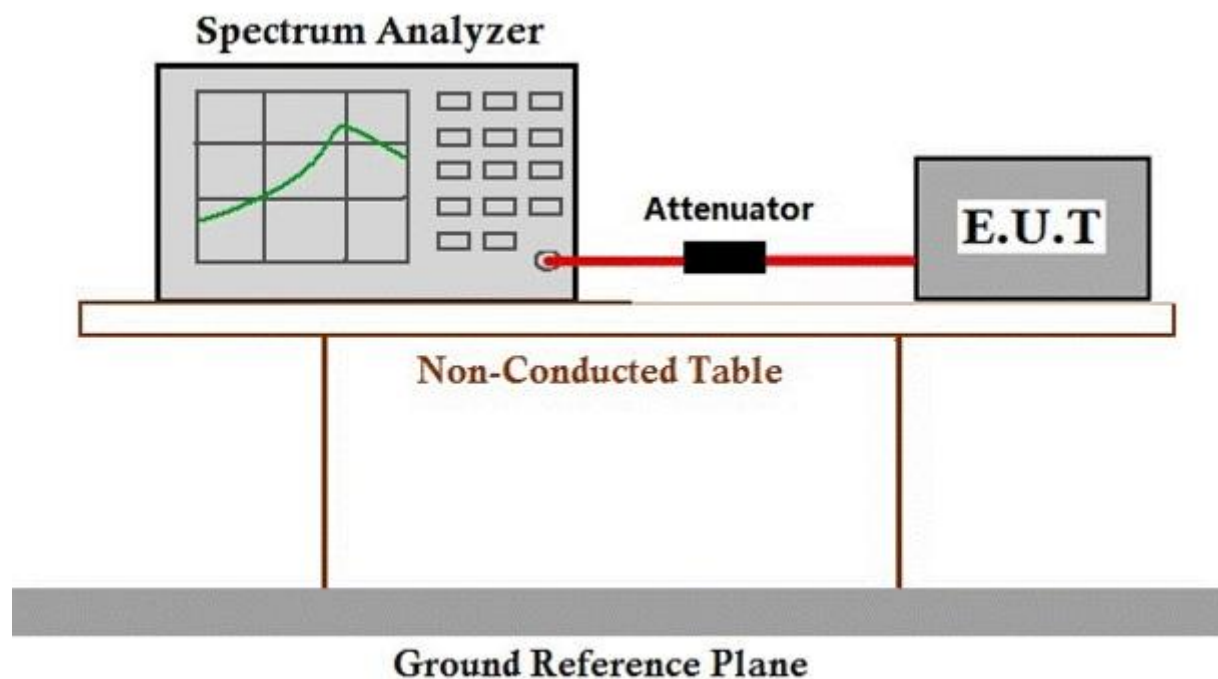 Spectrum Analyzer
Attenuator
E.U.T
Non-Conducted Table
Ground Reference Plane